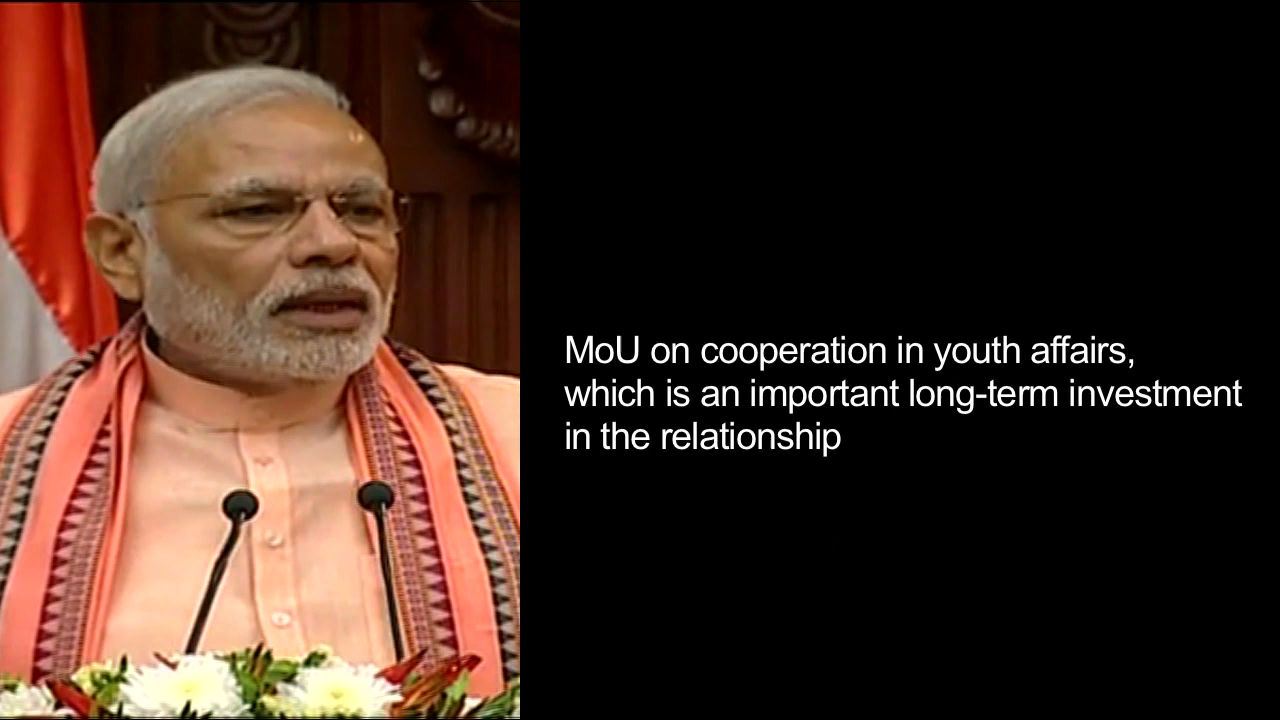 MoU on cooperation in youth affairs,
which is an important long-term investment
in the relationship